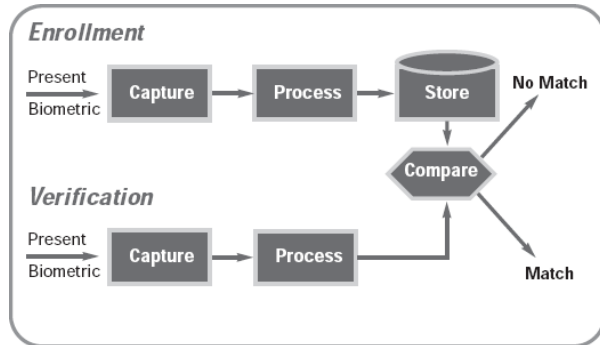 Enrollment
Present
Biometric
Capture
Process
Store
No Match
Compare
Verification
Present
Biometric
Capture
Process
Match